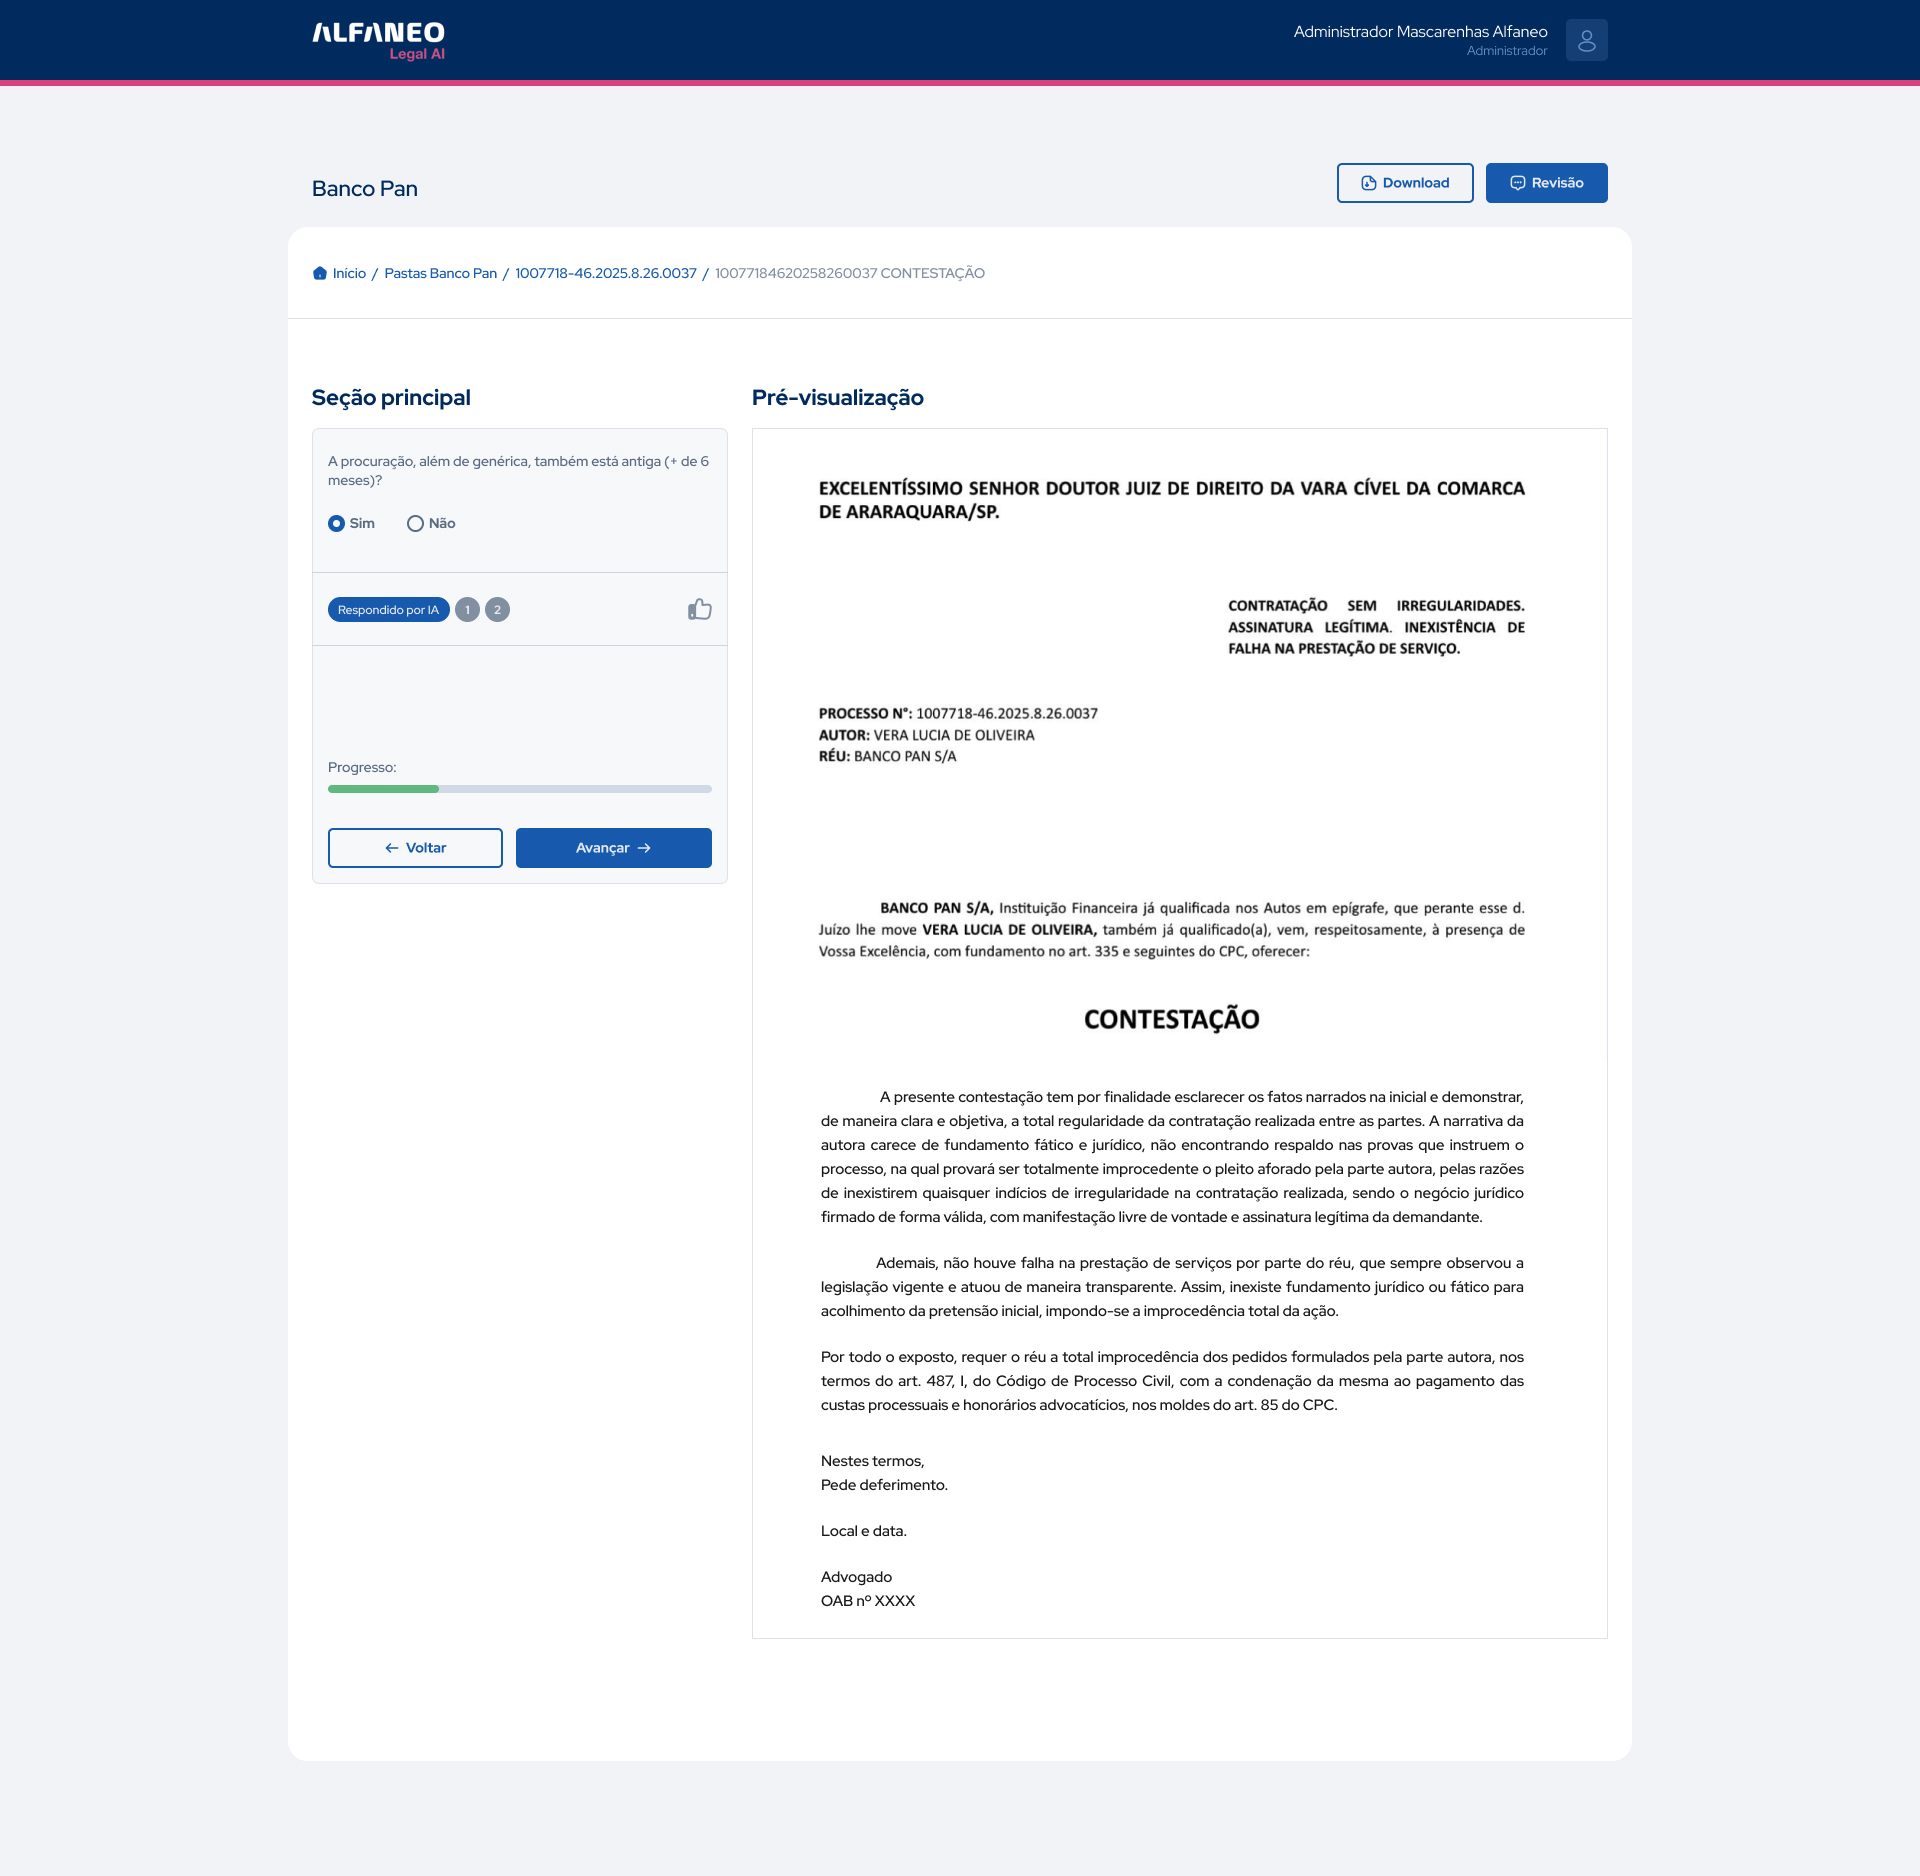 ALFANEO
Legal AI
Administrador Mascarenhas Alfaneo
Administrador
Banco Pan
Download
Revisão
Início / Pastas Banco Pan / 1007718-46.2025.8.26.0037 / 10077184620258260037 CONTESTAÇÃO
Seção principal
A procuração, além de genérica, também está antiga (+ de 6
meses)?
Sim
Não
Respondido por IA
1
2
Progresso:
← Voltar
Avançar →
Pré-visualização
EXCELENTÍSSIMO SENHOR DOUTOR JUIZ DE DIREITO DA VARA CÍVEL DA COMARCA
DE ARARAQUARA/SP.
CONTRATAÇÃO SEM IRREGULARIDADES.
ASSINATURA LEGÍTIMA. INEXISTÊNCIA DE
FALHA NA PRESTAÇÃO DE SERVIÇO.
PROCESSO N°: 1007718-46.2025.8.26.0037
AUTOR: VERA LUCIA DE OLIVEIRA
RÉU: BANCO PAN S/A
BANCO PAN S/A, Instituição Financeira já qualificada nos Autos em epígrafe, que perante esse d.
Juízo lhe move VERA LUCIA DE OLIVEIRA, também já qualificado(a), vem, respeitosamente, à presença de
Vossa Excelência, com fundamento no art. 335 e seguintes do CPC, oferecer:
CONTESTAÇÃO
A presente contestação tem por finalidade esclarecer os fatos narrados na inicial e demonstrar,
de maneira clara e objetiva, a total regularidade da contratação realizada entre as partes. A narrativa da
autora carece de fundamento fático e jurídico, não encontrando respaldo nas provas que instruem o
processo, na qual provará ser totalmente improcedente o pleito aforado pela parte autora, pelas razões
de inexistirem quaisquer indícios de irregularidade na contratação realizada, sendo o negócio jurídico
firmado de forma válida, com manifestação livre de vontade e assinatura legítima da demandante.
Ademais, não houve falha na prestação de serviços por parte do réu, que sempre observou a
legislação vigente e atuou de maneira transparente. Assim, inexiste fundamento jurídico ou fático para
acolhimento da pretensão inicial, impondo-se a improcedência total da ação.
Por todo o exposto, requer o réu a total improcedência dos pedidos formulados pela parte autora, nos
termos do art. 487, I, do Código de Processo Civil, com a condenação da mesma ao pagamento das
custas processuais e honorários advocatícios, nos moldes do art. 85 do CPC.
Nestes termos,
Pede deferimento.
Local e data.
Advogado
OAB nº XXXX